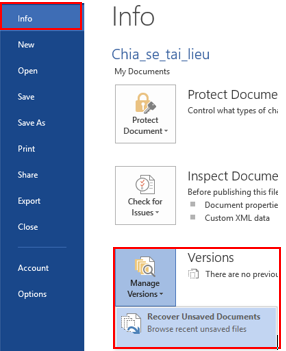 Info
New
Open
Save
Save As
Print
Share
Export
Close
Account
Options
Info
Chia_se_tai_lieu
My Documents
Protect
Document
Protect Docume
Control what types of cha
Check for
Issues
Inspect Docume
Before publishing this file
Document propertie
Custom XML data
Manage
Versions
Versions
There are no previou
Recover Unsaved Documents
Browse recent unsaved files